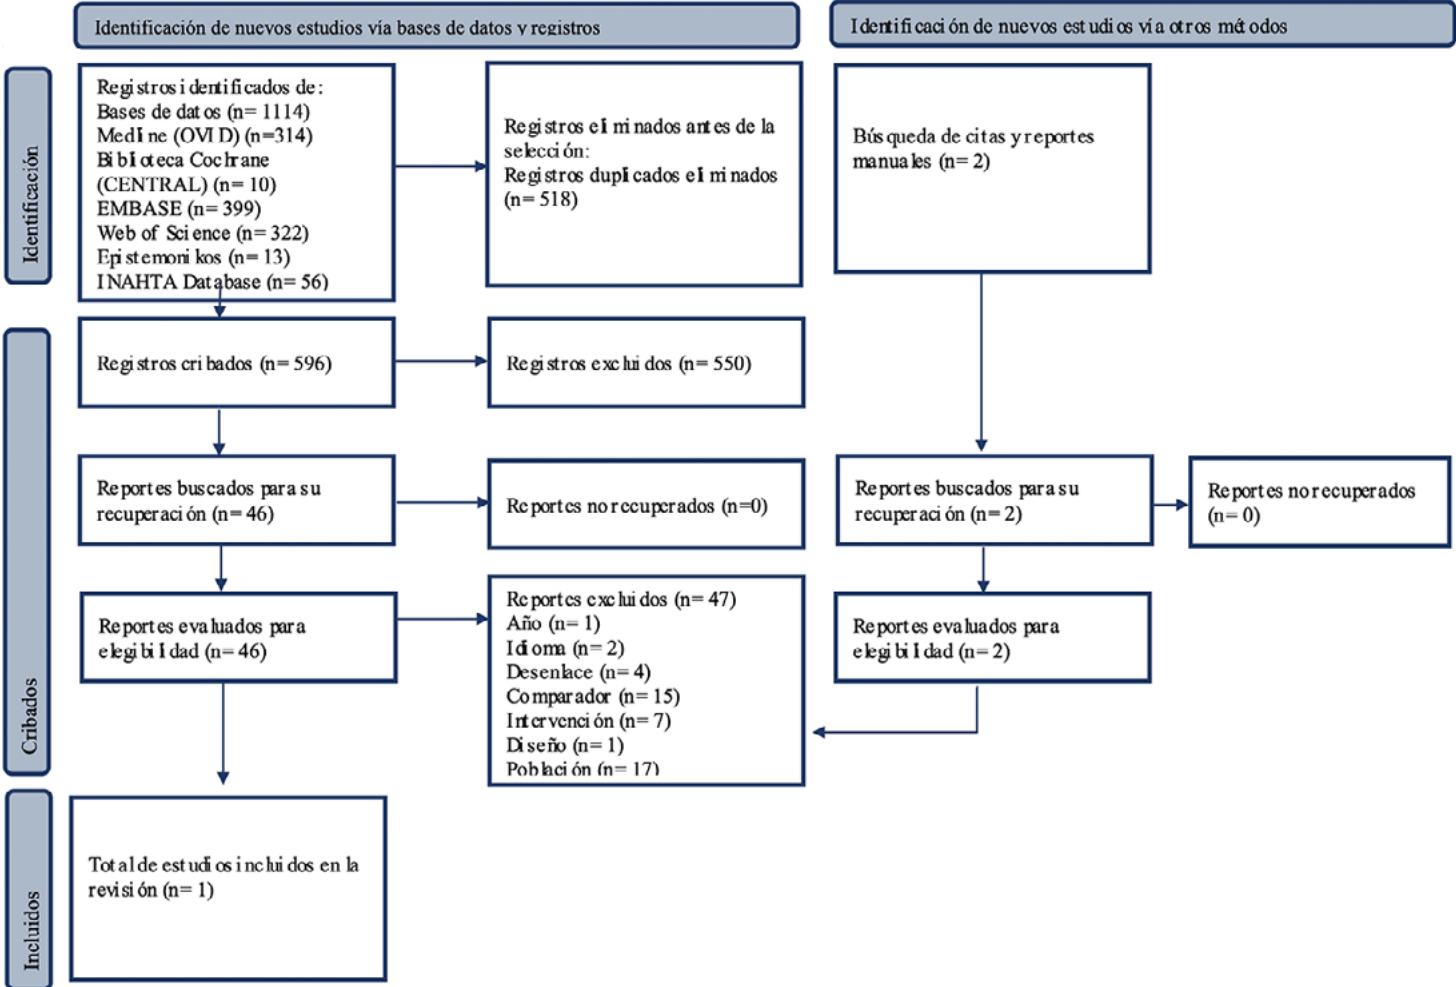 Identificación de nuevos estudios vía bases de datos y registros
Identificación de nuevos estudios vía otros métodos
Identificación
Registros identificados de:
Bases de datos (n= 1114)
Medline (OVID) (n=314)
Biblioteca Cochrane
(CENTRAL) (n= 10)
EMBASE (n= 399)
Web of Science (n= 322)
Epistemonikos (n= 13)
INAHTA Database (n= 56)
Registros eliminados antes de la
selección:
Registros duplicados eliminados
(n= 518)
Búsqueda de citas y reportes
manuales (n= 2)
Cribados
Registros cribados (n= 596)
Registros excluidos (n= 550)
Reportes buscados para su
recuperación (n= 46)
Reportes no recuperados (n=0)
Reportes buscados para su
recuperación (n= 2)
Reportes no recuperados
(n= 0)
Reportes evaluados para
elegibilidad (n= 46)
Reportes excluidos (n= 47)
Año (n= 1)
Idioma (n= 2)
Desenlace (n= 4)
Comparador (n= 15)
Intervención (n= 7)
Diseño (n= 1)
Población (n= 17)
Reportes evaluados para
elegibilidad (n= 2)
Incluidos
Total de estudios incluidos en la
revisión (n= 1)